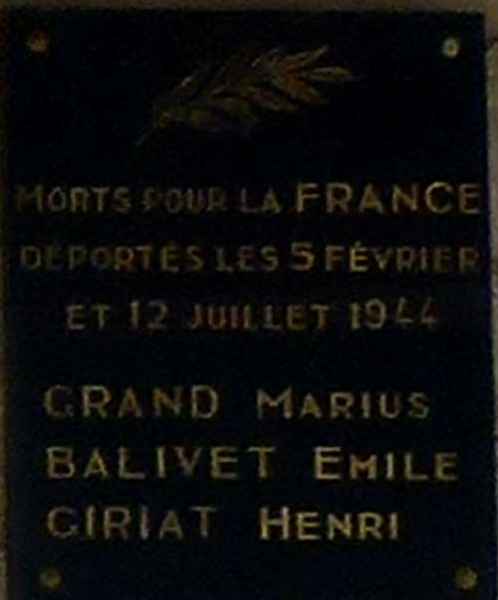 MORTS POUR LA FRANCE
DÉPORTÉS LES 5 FÉVRIER
ET 12 JUILLET 1944
GRAND MARIUS
BALIVET EMILE
GIRIAT HENRI